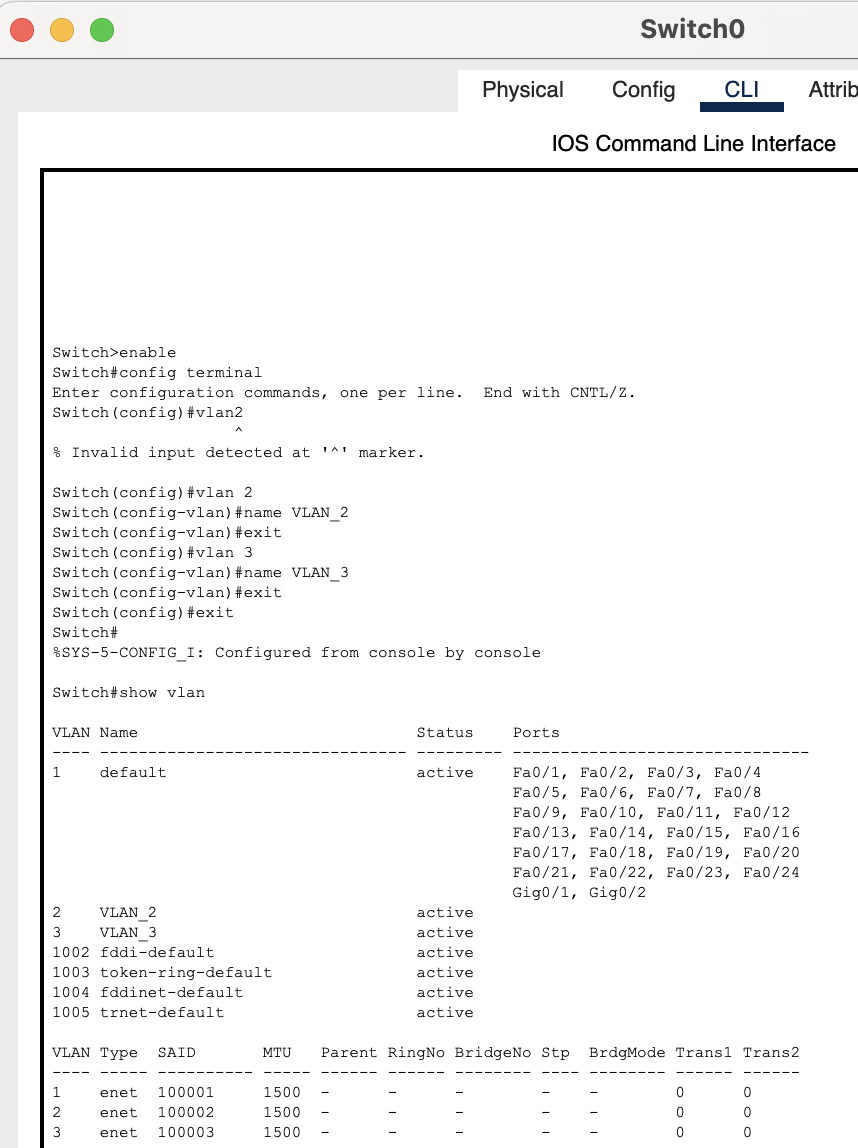 Switch0
Physical Config CLI Attrib
IOS Command Line Interface
Switch>enable
Switch#config terminal
Enter configuration commands, one per line.  End with CNTL/Z.
Switch(config)#vlan2
                   ^
% Invalid input detected at '^' marker.
Switch(config)#vlan 2
Switch(config-vlan)#name VLAN_2
Switch(config-vlan)#exit
Switch(config)#vlan 3
Switch(config-vlan)#name VLAN_3
Switch(config-vlan)#exit
Switch(config)#exit
Switch#
%SYS-5-CONFIG_I: Configured from console by console
Switch#show vlan
VLAN Name                             Status    Ports
---- -------------------------------- --------- -------------------------------
1    default                          active    Fa0/1, Fa0/2, Fa0/3, Fa0/4
                                                Fa0/5, Fa0/6, Fa0/7, Fa0/8
                                                Fa0/9, Fa0/10, Fa0/11, Fa0/12
                                                Fa0/13, Fa0/14, Fa0/15, Fa0/16
                                                Fa0/17, Fa0/18, Fa0/19, Fa0/20
                                                Fa0/21, Fa0/22, Fa0/23, Fa0/24
                                                Gig0/1, Gig0/2
2    VLAN_2                           active
3    VLAN_3                           active
1002 fddi-default                     active
1003 token-ring-default               active
1004 fddinet-default                  active
1005 trnet-default                    active
VLAN Type  SAID       MTU   Parent RingNo BridgeNo Stp  BrdgMode Trans1 Trans2
---- ----- ---------- ----- ------ ------ -------- ---- -------- ------ ------
1    enet  100001     1500  -      -      -        -    -        0      0
2    enet  100002     1500  -      -      -        -    -        0      0
3    enet  100003     1500  -      -      -        -    -        0      0